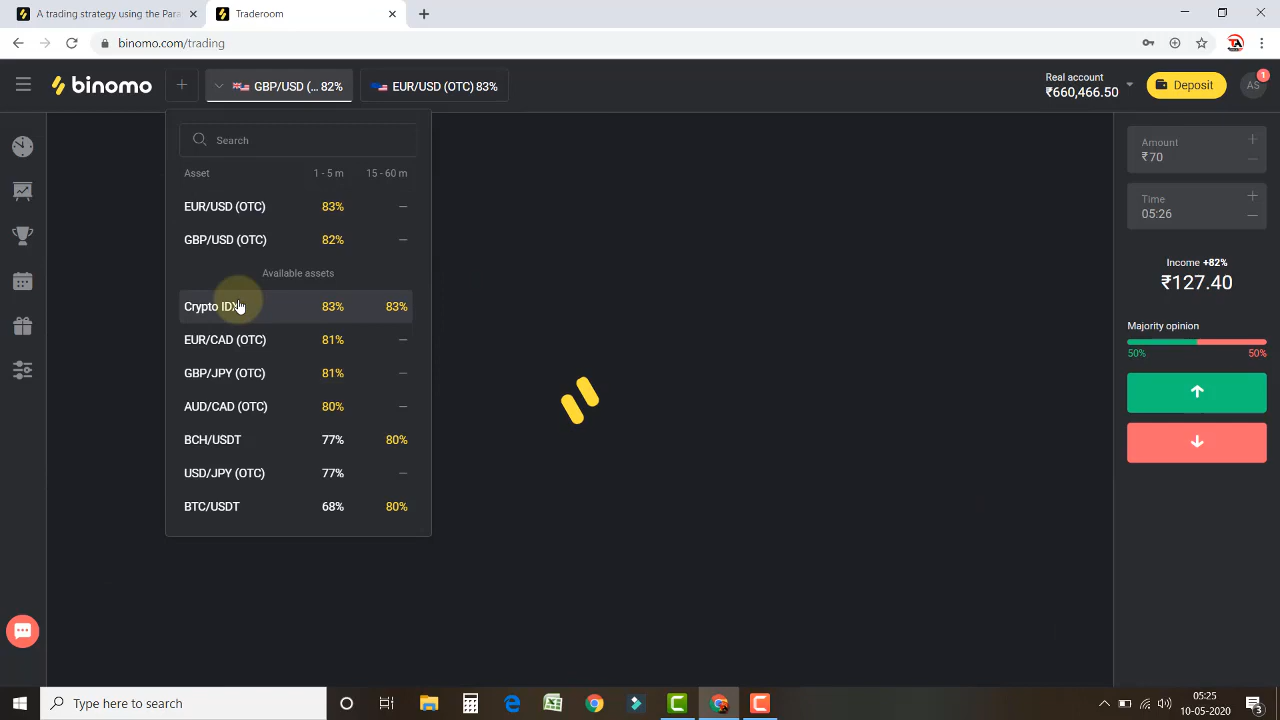 A trading strategy using the Para
Traderoom
binomo.com/trading
binomo
GBP/USD (... 82%
EUR/USD (OTC) 83%
Real account
₹660,466.50
Deposit
AS
1
Search
Asset 1 - 5 m 15 - 60 m
EUR/USD (OTC) 83% —
GBP/USD (OTC) 82% —
Available assets
Crypto IDX 83% 83%
EUR/CAD (OTC) 81% —
GBP/JPY (OTC) 81% —
AUD/CAD (OTC) 80% —
BCH/USDT 77% 80%
USD/JPY (OTC) 77% —
BTC/USDT 68% 80%
Amount
₹70
Time
05:26
Income +82%
₹127.40
Majority opinion
50% 50%
Type here to search
05:25
10-05-2020
3